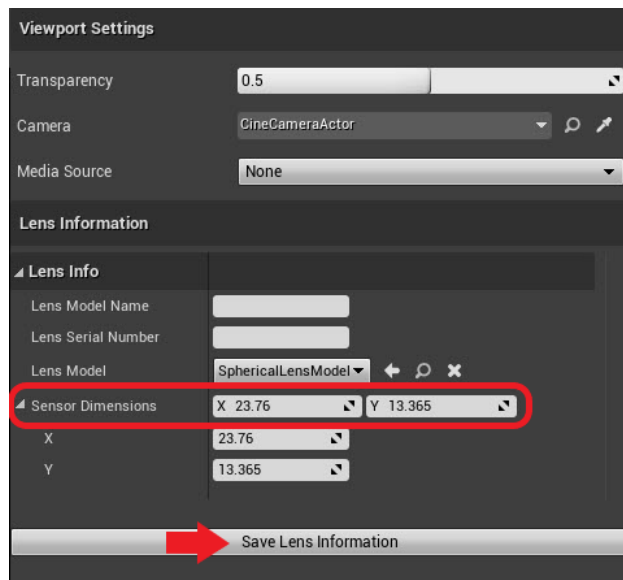 Viewport Settings
Transparency 0.5
Camera CineCameraActor
Media Source None
Lens Information
Lens Info
Lens Model Name
Lens Serial Number
Lens Model SphericalLensModel
Sensor Dimensions X 23.76 Y 13.365
X 23.76
Y 13.365
Save Lens Information